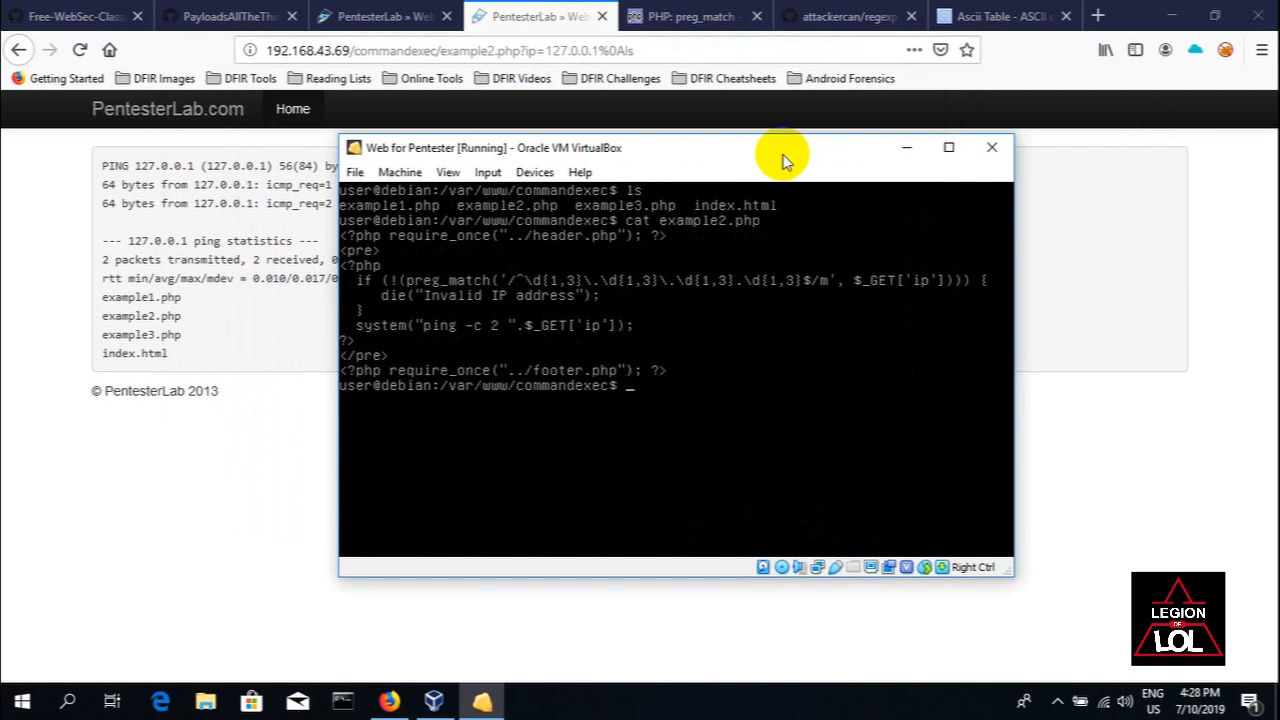 Free-WebSec-Class
PayloadsAllTheThin
PentesterLab » Web
PentesterLab » Web
PHP: preg_match -
attackercan/regexp
Ascii Table - ASCII c
192.168.43.69/commandexec/example2.php?ip=127.0.0.1%0Als
Getting Started
DFIR Images
DFIR Tools
Reading Lists
Online Tools
DFIR Videos
DFIR Challenges
DFIR Cheatsheets
Android Forensics
PentesterLab.com
Home
PING 127.0.0.1 (127.0.0.1) 56(84) by
64 bytes from 127.0.0.1: icmp_req=1
64 bytes from 127.0.0.1: icmp_req=2
--- 127.0.0.1 ping statistics ---
2 packets transmitted, 2 received, 0
rtt min/avg/max/mdev = 0.010/0.017/0
example1.php
example2.php
example3.php
index.html
© PentesterLab 2013
Web for Pentester [Running] - Oracle VM VirtualBox
File Machine View Input Devices Help
user@debian:/var/www/commandexec$ ls
example1.php example2.php example3.php index.html
user@debian:/var/www/commandexec$ cat example2.php
<?php require_once("../header.php"); ?>
<pre>
<?php
if (!(preg_match('/^\d{1,3}\.\d{1,3}\.\d{1,3}.\d{1,3}$/m', $_GET['ip']))) {
die("Invalid IP address");
}
system("ping -c 2 ".$_GET['ip']);
?>
</pre>
<?php require_once("../footer.php"); ?>
user@debian:/var/www/commandexec$ _
Right Ctrl
LEGION
OF
LOL
ENG
US
4:28 PM
7/10/2019
1